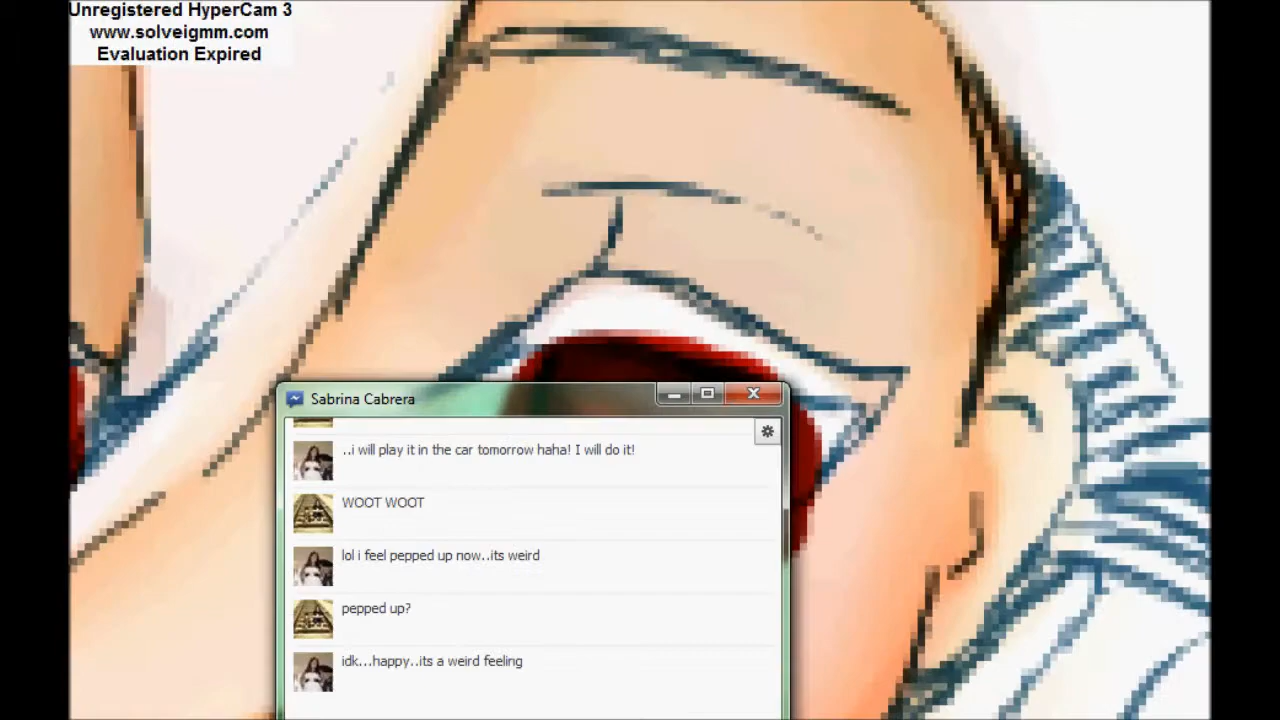 Unregistered HyperCam 3
www.solveigmm.com
Evaluation Expired
Sabrina Cabrera
..i will play it in the car tomorrow haha! I will do it!
WOOT WOOT
lol i feel pepped up now..its weird
pepped up?
idk...happy..its a weird feeling